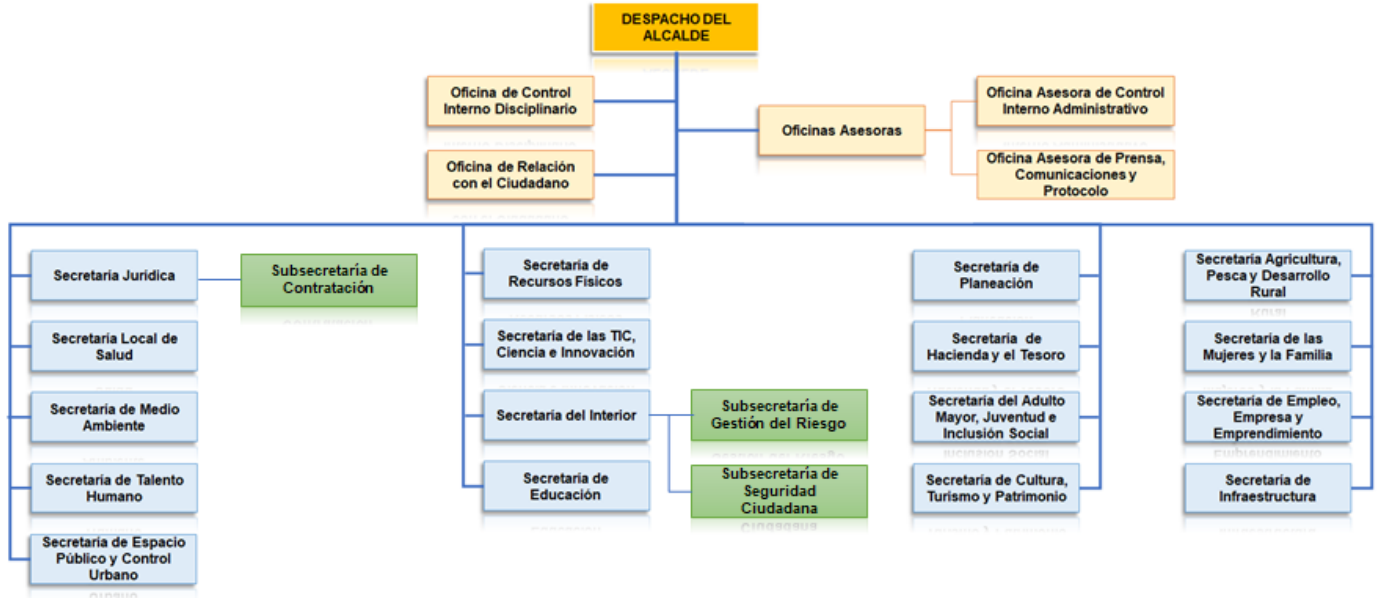 DESPACHO DEL
ALCALDE
Oficina de Control
Interno Disciplinario
Oficina de Relación
con el Ciudadano
Oficinas Asesoras
Oficina Asesora de Control
Interno Administrativo
Oficina Asesora de Prensa,
Comunicaciones y
Protocolo
Secretaría Jurídica
Subsecretaría de
Contratación
Secretaría Local de
Salud
Secretaría de Medio
Ambiente
Secretaría de Talento
Humano
Secretaría de Espacio
Público y Control
Urbano
Secretaría de
Recursos Físicos
Secretaría de las TIC,
Ciencia e Innovación
Secretaría del Interior
Subsecretaría de
Gestión del Riesgo
Subsecretaría de
Seguridad
Ciudadana
Secretaría de
Educación
Secretaría de
Planeación
Secretaría de
Hacienda y el Tesoro
Secretaría del Adulto
Mayor, Juventud e
Inclusión Social
Secretaría de Cultura,
Turismo y Patrimonio
Secretaría Agricultura,
Pesca y Desarrollo
Rural
Secretaría de las
Mujeres y la Familia
Secretaría de Empleo,
Empresa y
Emprendimiento
Secretaría de
Infraestructura